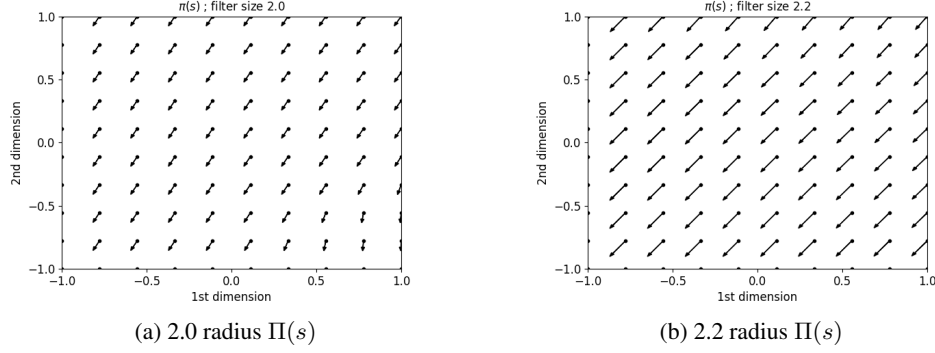 π(s) ; filter size 2.0
1.0
0.5
0.0
−0.5
−1.0
2nd dimension
−1.0 −0.5 0.0 0.5 1.0
1st dimension
(a) 2.0 radius Π(s)
π(s) ; filter size 2.2
1.0
0.5
0.0
−0.5
−1.0
2nd dimension
−1.0 −0.5 0.0 0.5 1.0
1st dimension
(b) 2.2 radius Π(s)